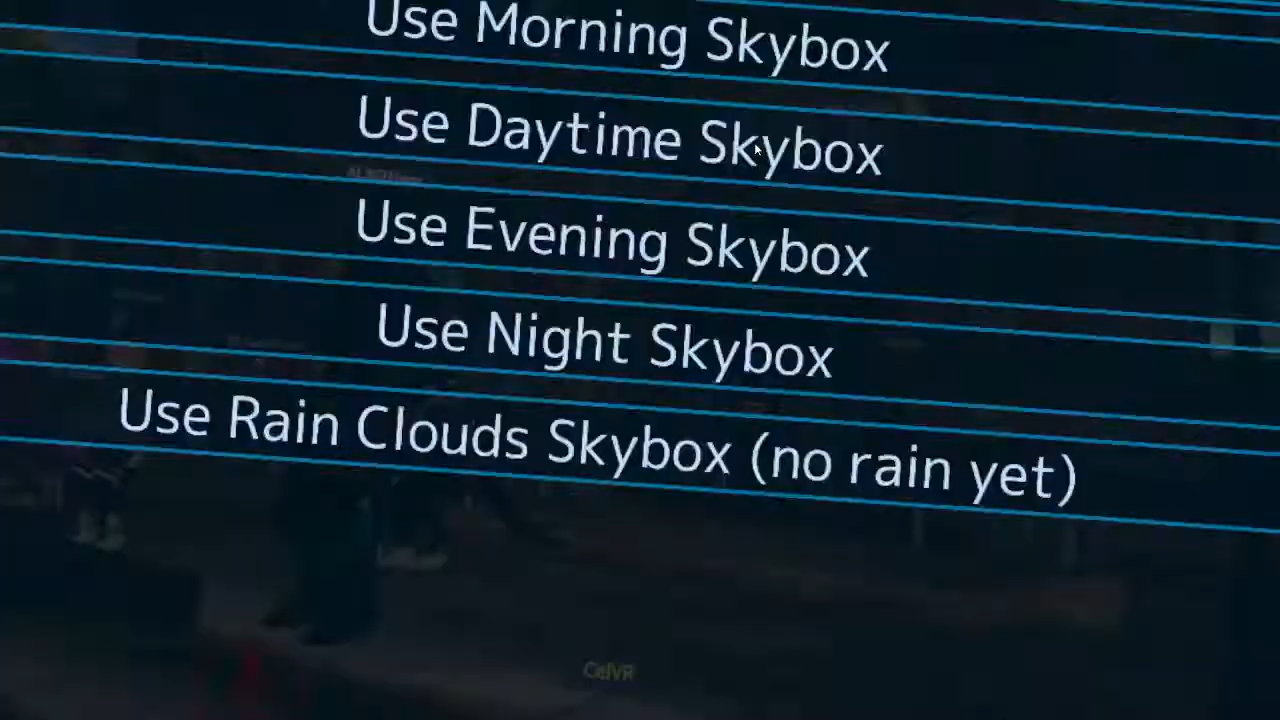 Use Morning Skybox
Use Daytime Skybox
Use Evening Skybox
Use Night Skybox
Use Rain Clouds Skybox (no rain yet)
CelVR